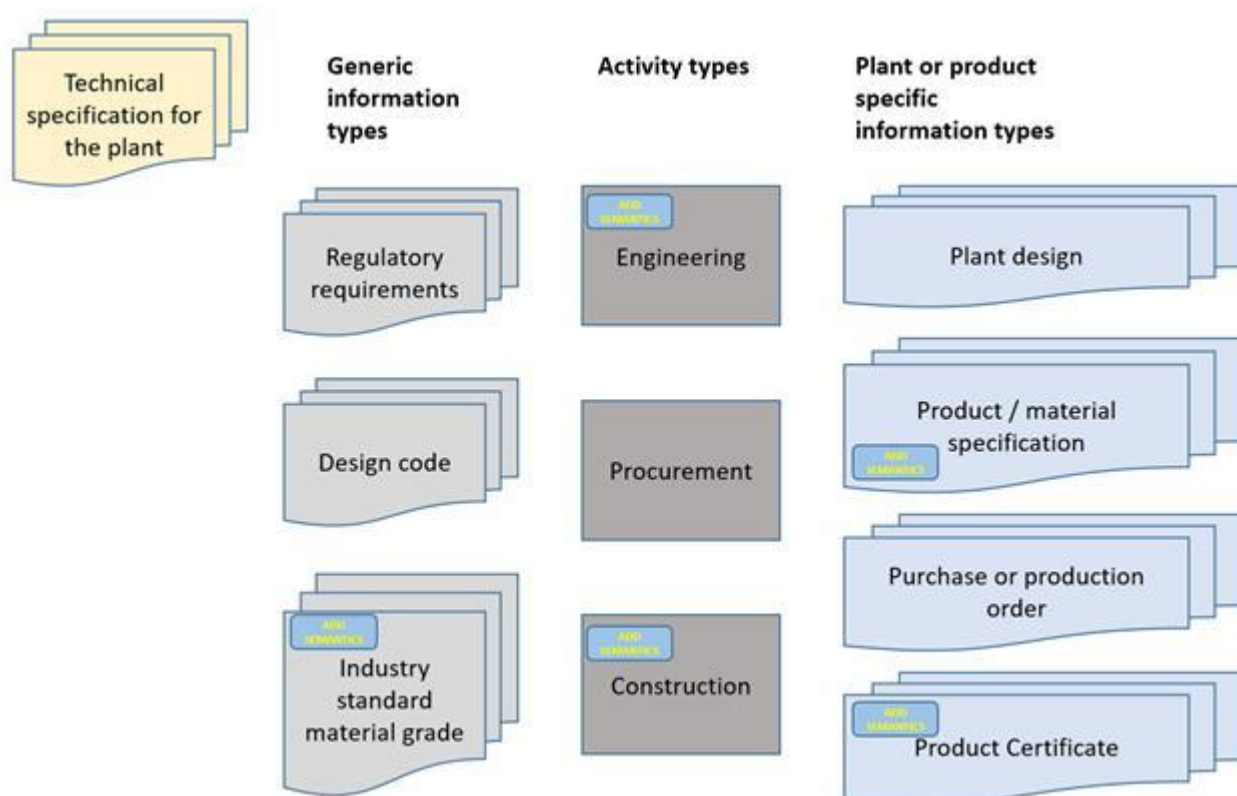 Technical
specification for
the plant
Generic
information
types
Activity types
Plant or product
specific
information types
Regulatory
requirements
ADD
SEMANTICS
Engineering
Plant design
Design code
Procurement
Product / material
specification
ADD
SEMANTICS
Purchase or production
order
ADD
SEMANTICS
Industry
standard
material grade
ADD
SEMANTICS
Construction
ADD
SEMANTICS
Product Certificate